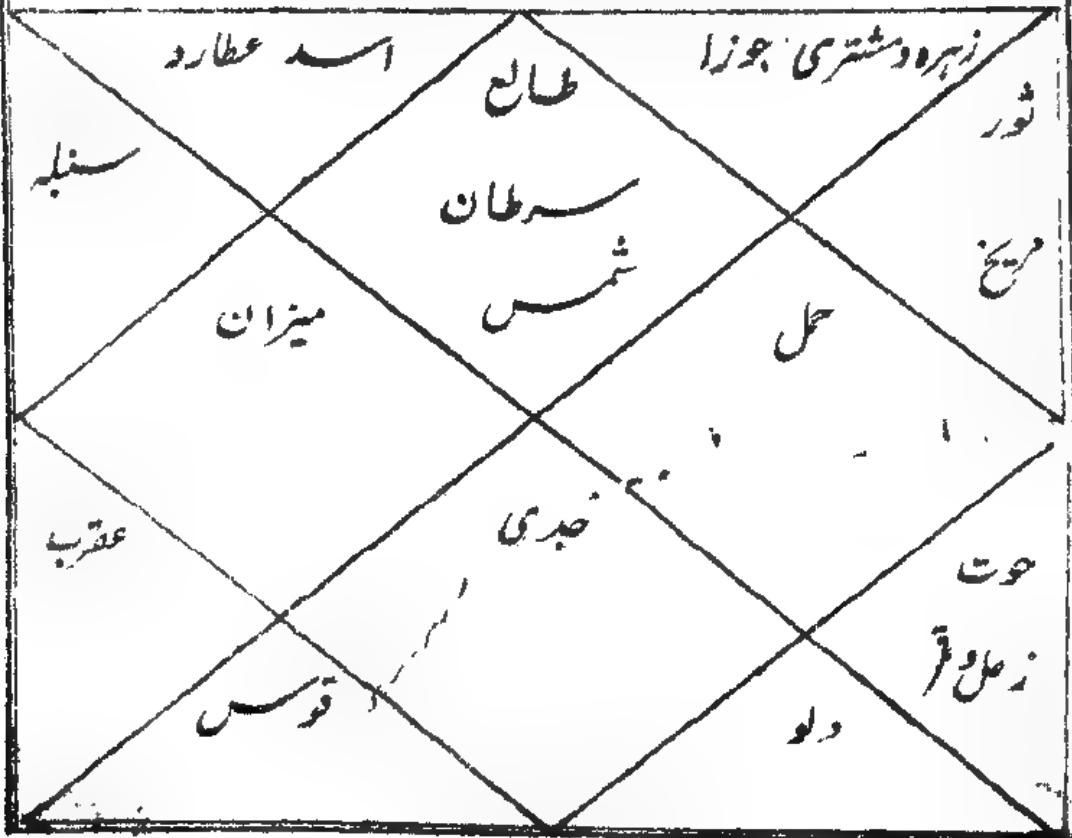 زہرہ و مشتری جوزا
اسد عطارد
طالع
ثور
سنبلہ
سرطان
مریخ
شمس
میزان
حمل
جدی
عقرب
حوت
زحل و قمر
قوس
دلو